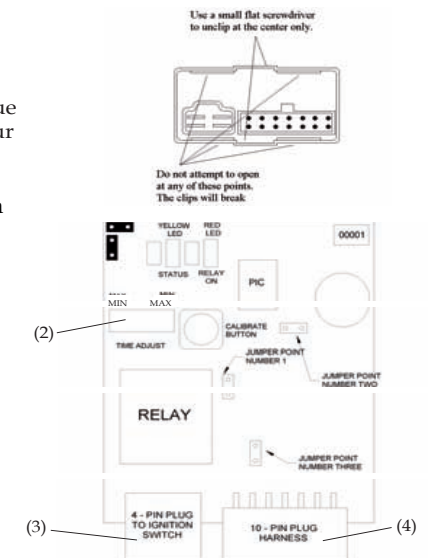 Use a small flat screwdriver
to unclip at the center only.
ue
ur
n
Do not attempt to open
at any of these points.
The clips will break
YELLOW
LED
RED
LED
00001
STATUS
RELAY
ON
PIC
MIN
MAX
(2)
TIME ADJUST
CALIBRATE
BUTTON
JUMPER POINT
NUMBER 1
JUMPER POINT
NUMBER TWO
RELAY
JUMPER POINT
NUMBER THREE
(3)
4 - PIN PLUG
TO IGNITION
SWITCH
10 - PIN PLUG
HARNESS
(4)